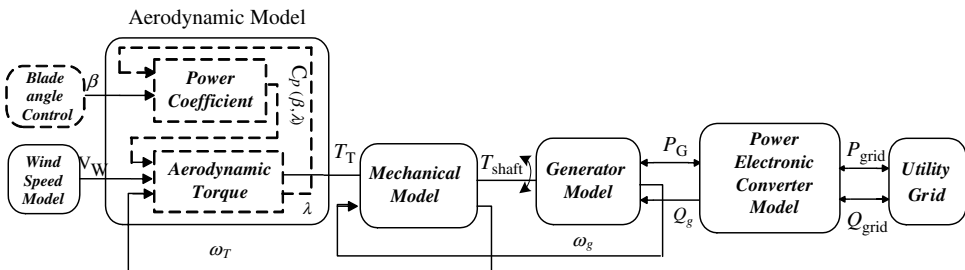 Aerodynamic Model
Blade
angle
Control
β
Power
Coefficient
C_P(β,λ)
Wind
Speed
Model
V_W
Aerodynamic
Torque
λ
T_T
Mechanical
Model
T_shaft
Generator
Model
P_G
Q_g
Power
Electronic
Converter
Model
P_grid
Q_grid
Utility
Grid
ω_T
ω_g